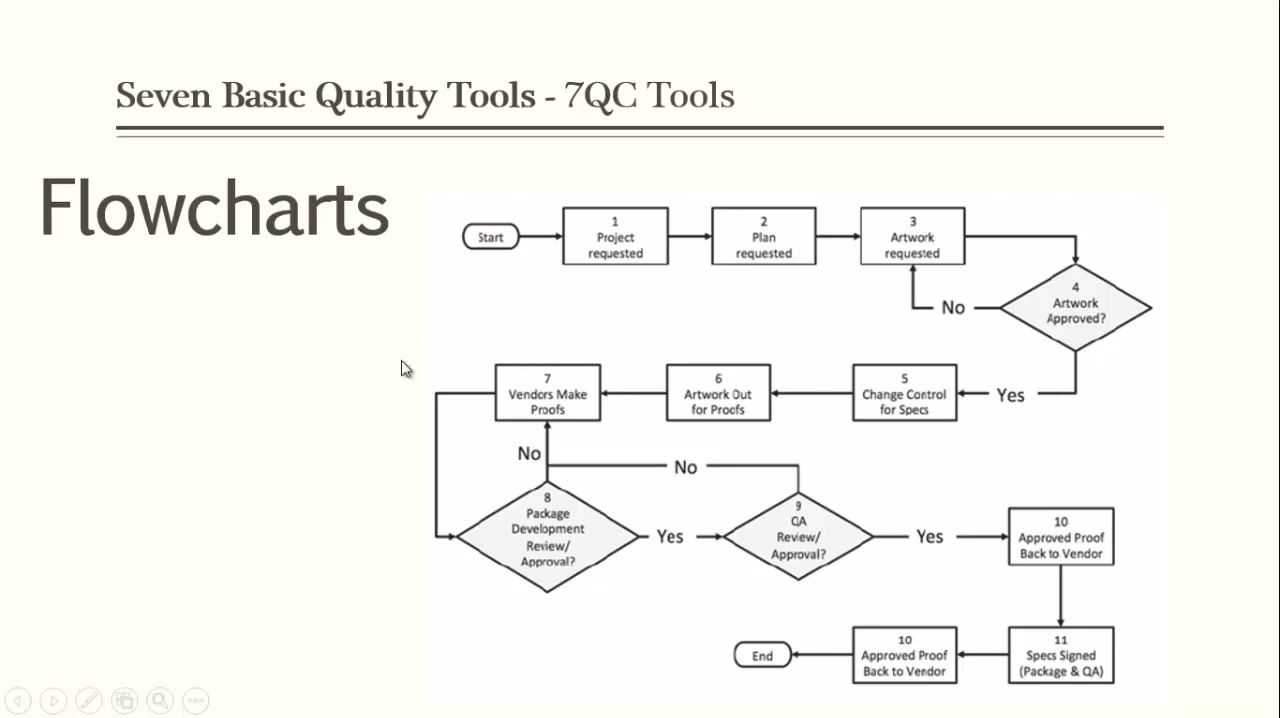 Seven Basic Quality Tools - 7QC Tools
Flowcharts
Start
1
Project
requested
2
Plan
requested
3
Artwork
requested
4
Artwork
Approved?
No
Yes
5
Change Control
for Specs
6
Artwork Out
for Proofs
7
Vendors Make
Proofs
No
No
8
Package
Development
Review/
Approval?
Yes
9
QA
Review/
Approval?
Yes
10
Approved Proof
Back to Vendor
11
Specs Signed
(Package & QA)
10
Approved Proof
Back to Vendor
End